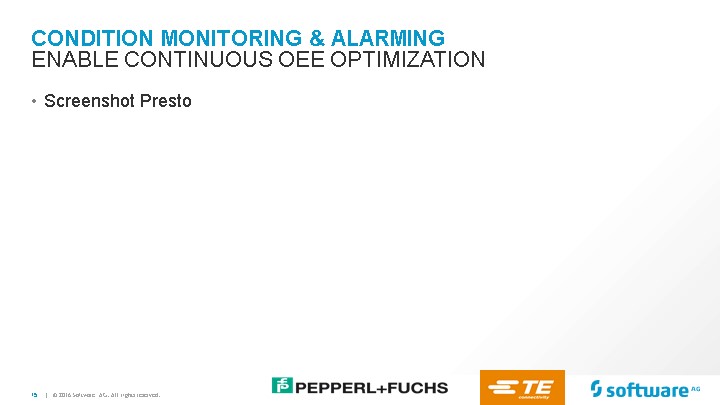 CONDITION MONITORING & ALARMING
ENABLE CONTINUOUS OEE OPTIMIZATION
• Screenshot Presto
15 | © 2016 Software AG. All rights reserved.
PEPPERL+FUCHS
TE
connectivity
software AG